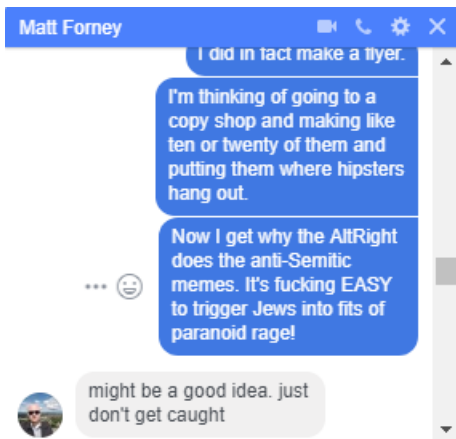 Matt Forney
I did in fact make a flyer.
I'm thinking of going to a
copy shop and making like
ten or twenty of them and
putting them where hipsters
hang out.
Now I get why the AltRight
does the anti-Semitic
memes. It's fucking EASY
to trigger Jews into fits of
paranoid rage!
might be a good idea. just
don't get caught